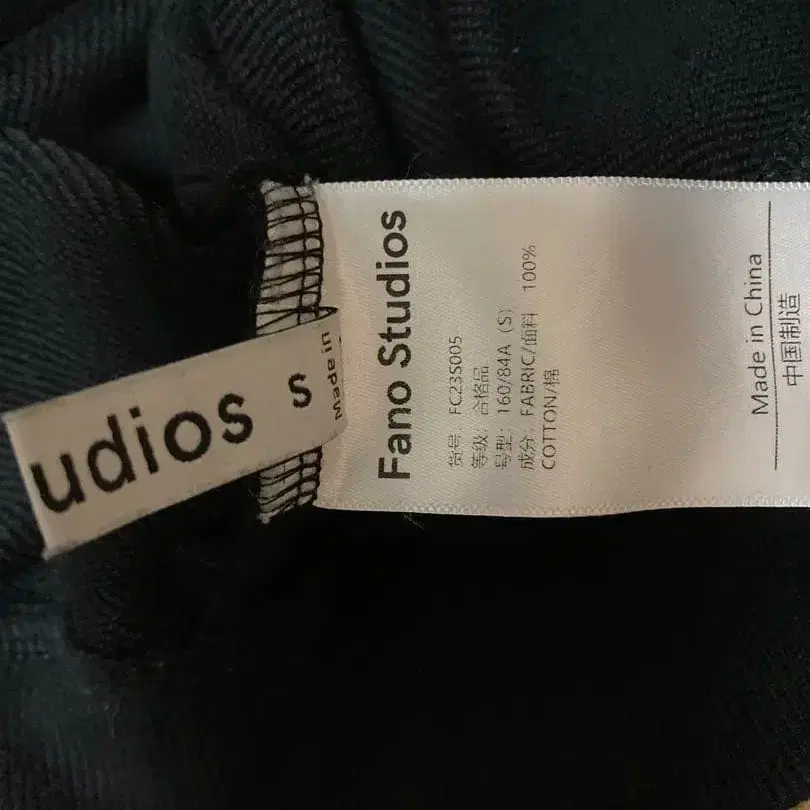 Fano Studios
货号: FC23S005
等级: 合格品
号型: 160/84A (S)
成分: FABRIC/面料 100%
COTTON/棉
Made in China
中国制造
udios
S
Made in